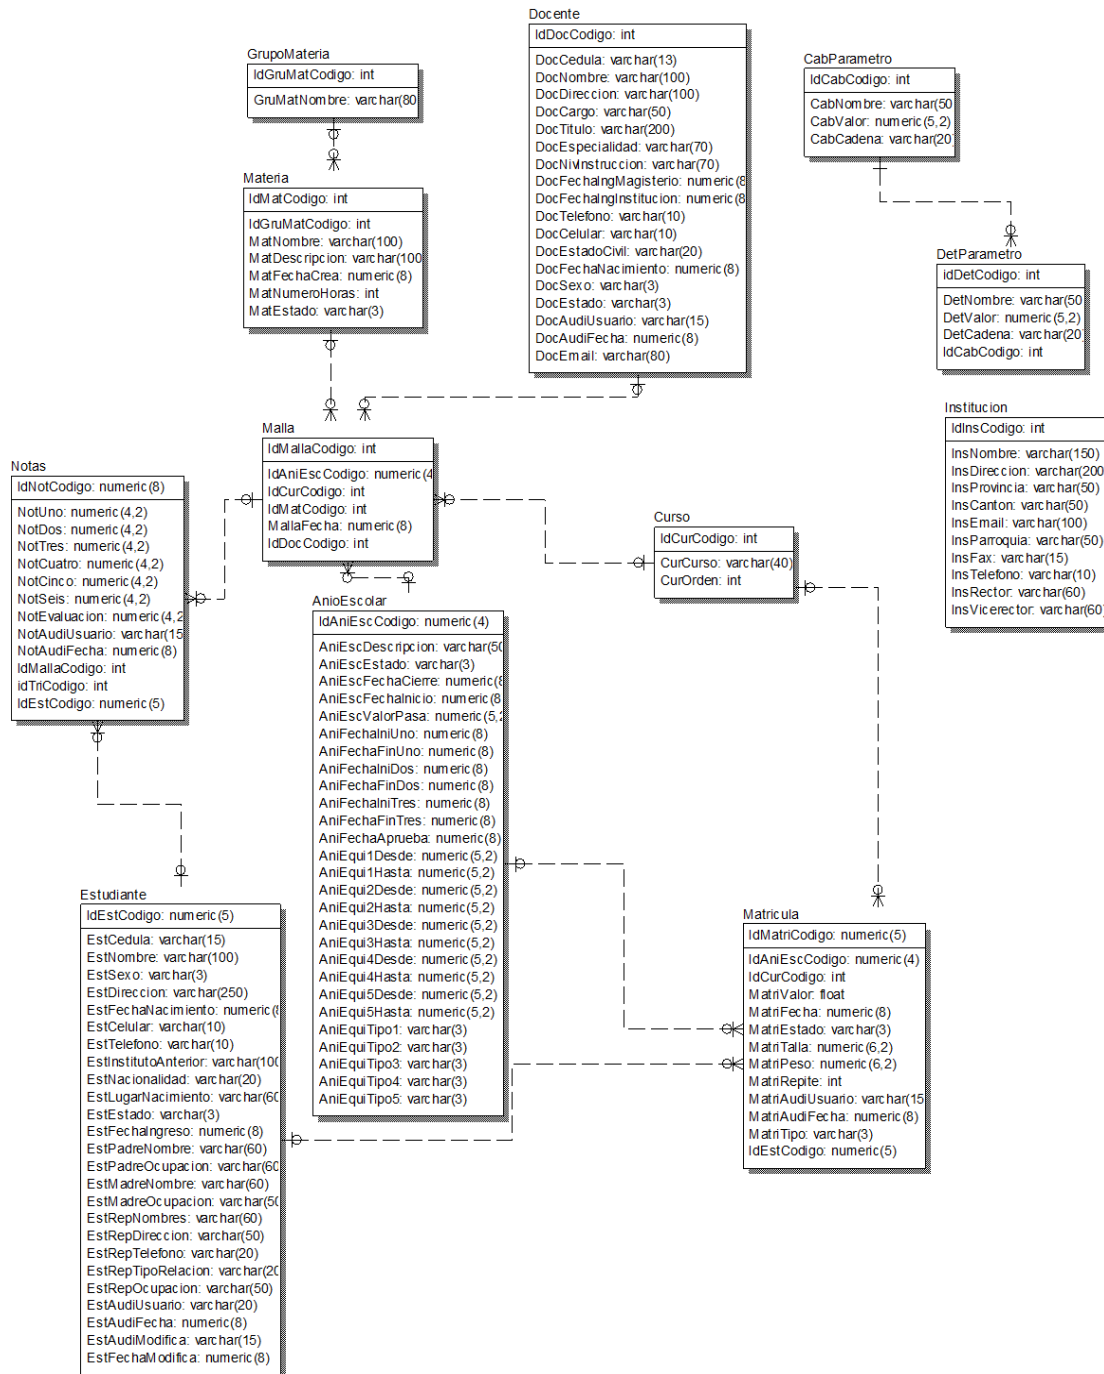 GrupoMateria
IdGruMatCodigo: int
GruMatNombre: varchar(80
Docente
IdDocCodigo: int
DocCedula: varchar(13)
DocNombre: varchar(100)
DocDireccion: varchar(100)
DocCargo: varchar(50)
DocTitulo: varchar(200)
DocEspecialidad: varchar(70)
DocNivInstruccion: varchar(70)
DocFechaIngMagisterio: numeric(8
DocFechaIngInstitucion: numeric(8
DocTelefono: varchar(10)
DocCelular: varchar(10)
DocEstadoCivil: varchar(20)
DocFechaNacimiento: numeric(8)
DocSexo: varchar(3)
DocEstado: varchar(3)
DocAudiUsuario: varchar(15)
DocAudiFecha: numeric(8)
DocEmail: varchar(80)
CabParametro
IdCabCodigo: int
CabNombre: varchar(50
CabValor: numeric(5,2)
CabCadena: varchar(20)
Materia
IdMatCodigo: int
IdGruMatCodigo: int
MatNombre: varchar(100)
MatDescripcion: varchar(100
MatFechaCrea: numeric(8)
MatNumeroHoras: int
MatEstado: varchar(3)
DetParametro
idDetCodigo: int
DetNombre: varchar(50
DetValor: numeric(5,2)
DetCadena: varchar(20)
IdCabCodigo: int
Institucion
IdInsCodigo: int
InsNombre: varchar(150)
InsDireccion: varchar(200
InsProvincia: varchar(50)
InsCanton: varchar(50)
InsEmail: varchar(100)
InsParroquia: varchar(50)
InsFax: varchar(15)
InsTelefono: varchar(10)
InsRector: varchar(60)
InsVicerector: varchar(60)
Malla
IdMallaCodigo: int
IdAniEscCodigo: numeric(4
IdCurCodigo: int
IdMatCodigo: int
MallaFecha: numeric(8)
IdDocCodigo: int
Notas
IdNotCodigo: numeric(8)
NotUno: numeric(4,2)
NotDos: numeric(4,2)
NotTres: numeric(4,2)
NotCuatro: numeric(4,2)
NotCinco: numeric(4,2)
NotSeis: numeric(4,2)
NotEvaluacion: numeric(4,2
NotAudiUsuario: varchar(15
NotAudiFecha: numeric(8)
IdMallaCodigo: int
idTriCodigo: int
IdEstCodigo: numeric(5)
Curso
IdCurCodigo: int
CurCurso: varchar(40)
CurOrden: int
AnioEscolar
IdAniEscCodigo: numeric(4)
AniEscDescripcion: varchar(50
AniEscEstado: varchar(3)
AniEscFechaCierre: numeric(8
AniEscFechaInicio: numeric(8
AniEscValorPasa: numeric(5,2
AniFechaIniUno: numeric(8)
AniFechaFinUno: numeric(8)
AniFechaIniDos: numeric(8)
AniFechaFinDos: numeric(8)
AniFechaIniTres: numeric(8)
AniFechaFinTres: numeric(8)
AniFechaAprueba: numeric(8)
AniEqui1Desde: numeric(5,2)
AniEqui1Hasta: numeric(5,2)
AniEqui2Desde: numeric(5,2)
AniEqui2Hasta: numeric(5,2)
AniEqui3Desde: numeric(5,2)
AniEqui3Hasta: numeric(5,2)
AniEqui4Desde: numeric(5,2)
AniEqui4Hasta: numeric(5,2)
AniEqui5Desde: numeric(5,2)
AniEqui5Hasta: numeric(5,2)
AniEquiTipo1: varchar(3)
AniEquiTipo2: varchar(3)
AniEquiTipo3: varchar(3)
AniEquiTipo4: varchar(3)
AniEquiTipo5: varchar(3)
Estudiante
IdEstCodigo: numeric(5)
EstCedula: varchar(15)
EstNombre: varchar(100)
EstSexo: varchar(3)
EstDireccion: varchar(250)
EstFechaNacimiento: numeric(8
EstCelular: varchar(10)
EstTelefono: varchar(10)
EstInstitutoAnterior: varchar(100
EstNacionalidad: varchar(20)
EstLugarNacimiento: varchar(60
EstEstado: varchar(3)
EstFechaIngreso: numeric(8)
EstPadreNombre: varchar(60)
EstPadreOcupacion: varchar(60
EstMadreNombre: varchar(60)
EstMadreOcupacion: varchar(50
EstRepNombres: varchar(60)
EstRepDireccion: varchar(50)
EstRepTelefono: varchar(20)
EstRepTipoRelacion: varchar(20
EstRepOcupacion: varchar(50)
EstAudiUsuario: varchar(20)
EstAudiFecha: numeric(8)
EstAudiModifica: varchar(15)
EstFechaModifica: numeric(8)
Matricula
IdMatriCodigo: numeric(5)
IdAniEscCodigo: numeric(4)
IdCurCodigo: int
MatriValor: float
MatriFecha: numeric(8)
MatriEstado: varchar(3)
MatriTalla: numeric(6,2)
MatriPeso: numeric(6,2)
MatriRepite: int
MatriAudiUsuario: varchar(15
MatriAudiFecha: numeric(8)
MatriTipo: varchar(3)
IdEstCodigo: numeric(5)